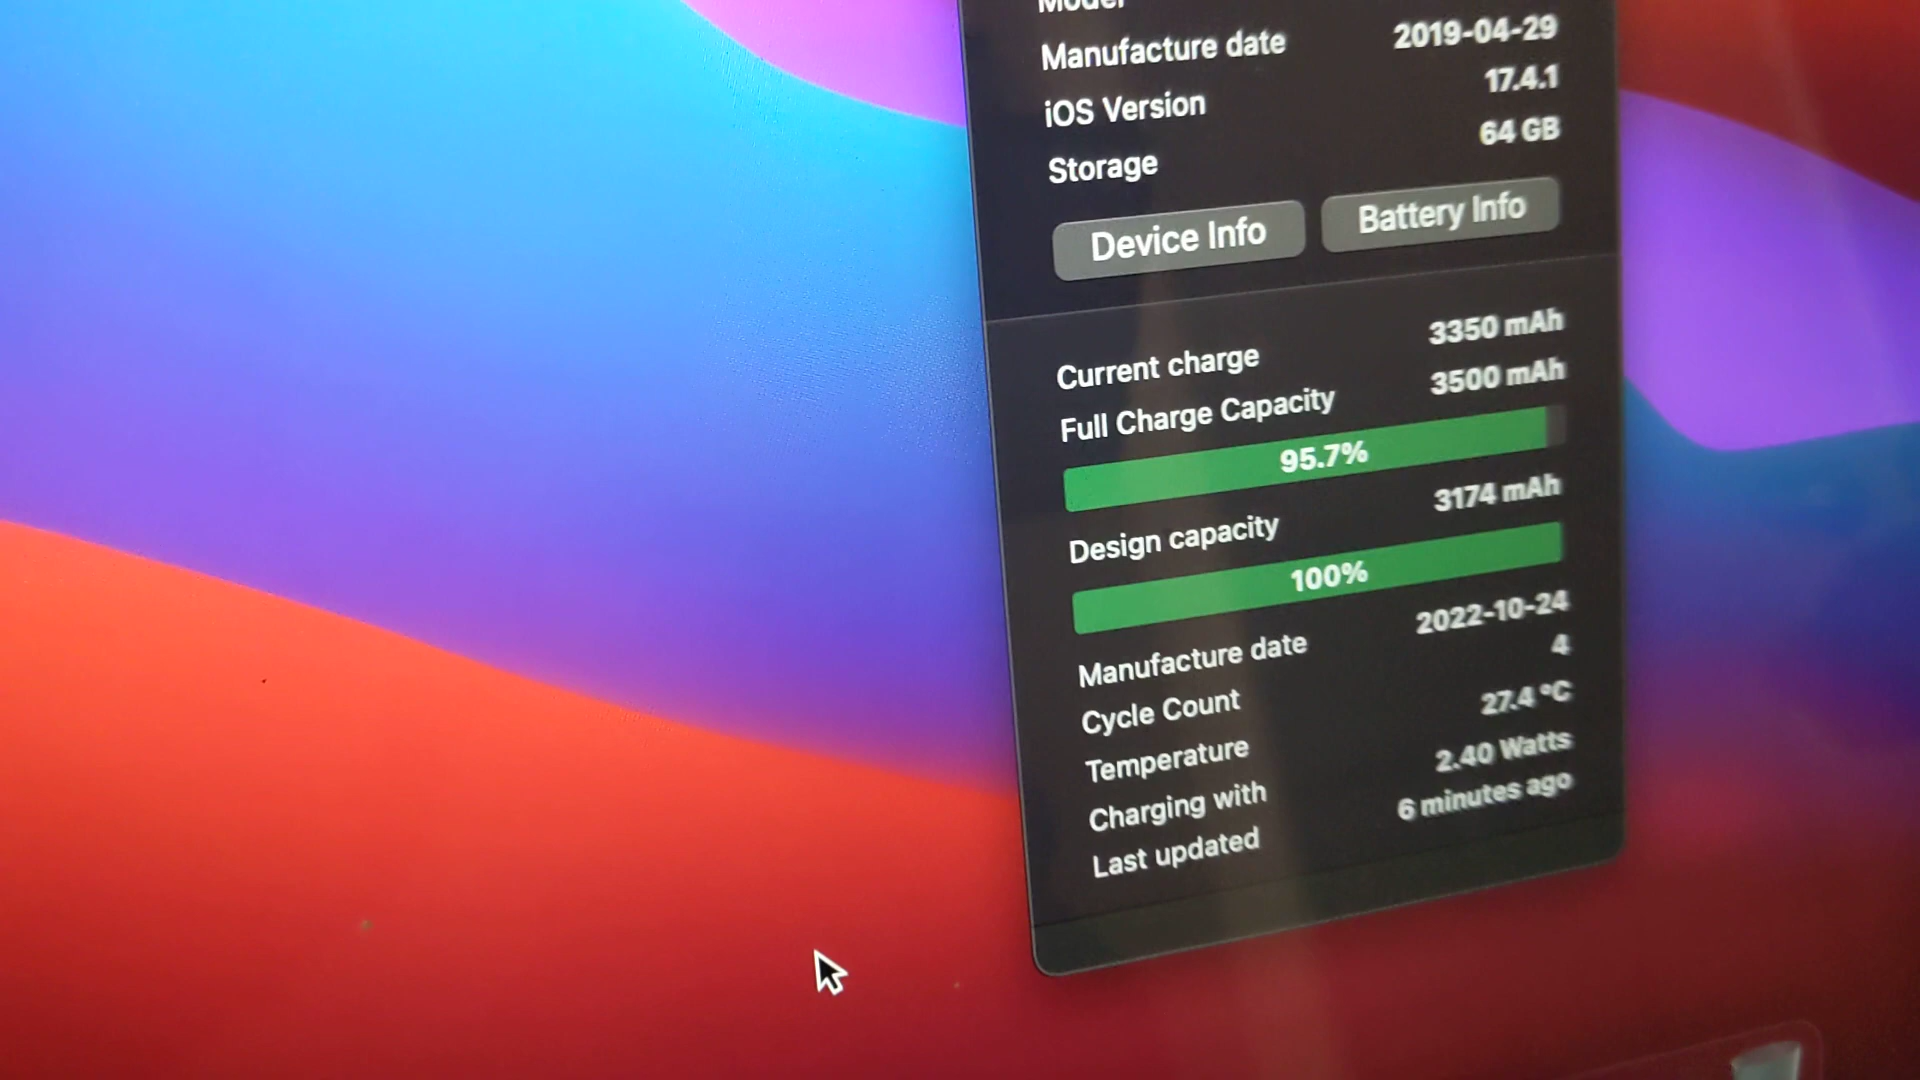 Model
Manufacture date 2019-04-29
iOS Version 17.4.1
Storage 64 GB
Device Info Battery Info
Current charge 3350 mAh
Full Charge Capacity 3500 mAh
95.7%
Design capacity 3174 mAh
100%
Manufacture date 2022-10-24
Cycle Count 4
Temperature 27.4 °C
Charging with 2.40 Watts
Last updated 6 minutes ago